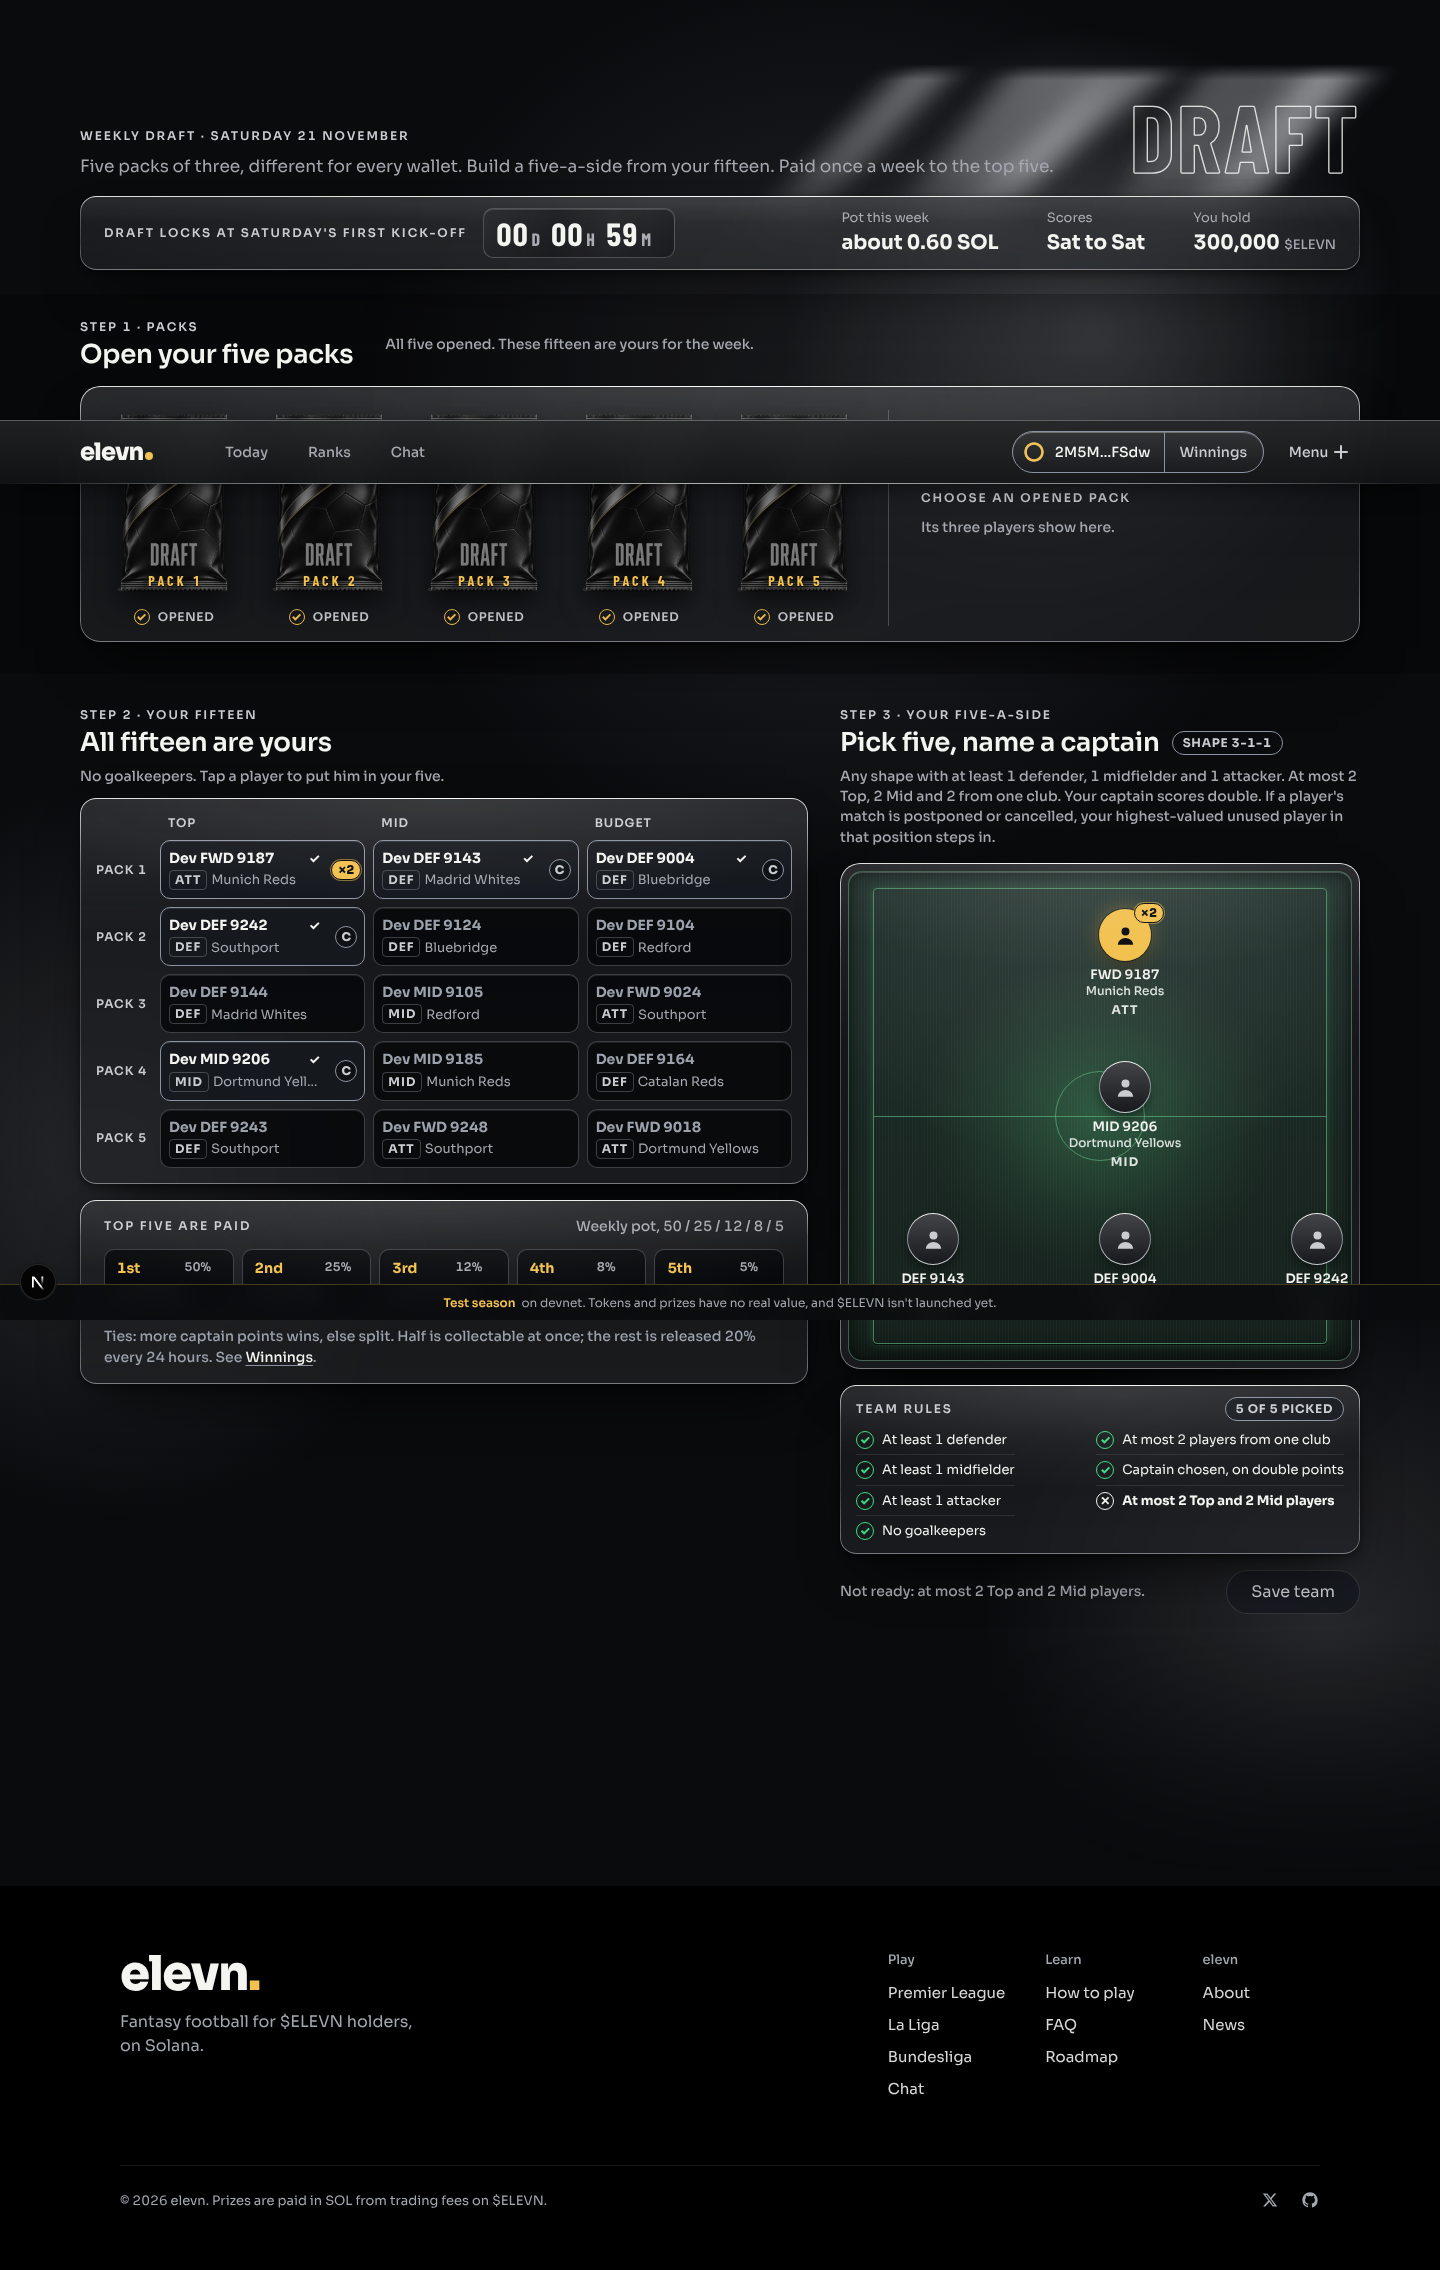 DRAFT
WEEKLY DRAFT · SATURDAY 21 NOVEMBER
Five packs of three, different for every wallet. Build a five-a-side from your fifteen. Paid once a week to the top five.
DRAFT LOCKS AT SATURDAY'S FIRST KICK-OFF
00 D 00 H 59 M
Pot this week
about 0.60 SOL
Scores
Sat to Sat
You hold
300,000 $ELEVN
STEP 1 · PACKS
Open your five packs
All five opened. These fifteen are yours for the week.
elevn.
Today
Ranks
Chat
2M5M...FSdw
Winnings
Menu
DRAFT
PACK 1
OPENED
DRAFT
PACK 2
OPENED
DRAFT
PACK 3
OPENED
DRAFT
PACK 4
OPENED
DRAFT
PACK 5
OPENED
CHOOSE AN OPENED PACK
Its three players show here.
STEP 2 · YOUR FIFTEEN
All fifteen are yours
No goalkeepers. Tap a player to put him in your five.
TOP
MID
BUDGET
PACK 1
Dev FWD 9187
ATT Munich Reds
×2
Dev DEF 9143
DEF Madrid Whites
C
Dev DEF 9004
DEF Bluebridge
C
PACK 2
Dev DEF 9242
DEF Southport
C
Dev DEF 9124
DEF Bluebridge
Dev DEF 9104
DEF Redford
PACK 3
Dev DEF 9144
DEF Madrid Whites
Dev MID 9105
MID Redford
Dev FWD 9024
ATT Southport
PACK 4
Dev MID 9206
MID Dortmund Yell...
C
Dev MID 9185
MID Munich Reds
Dev DEF 9164
DEF Catalan Reds
PACK 5
Dev DEF 9243
DEF Southport
Dev FWD 9248
ATT Southport
Dev FWD 9018
ATT Dortmund Yellows
TOP FIVE ARE PAID
Weekly pot, 50 / 25 / 12 / 8 / 5
1st 50%
2nd 25%
3rd 12%
4th 8%
5th 5%
Ties: more captain points wins, else split. Half is collectable at once; the rest is released 20%
every 24 hours. See Winnings.
STEP 3 · YOUR FIVE-A-SIDE
Pick five, name a captain
SHAPE 3-1-1
Any shape with at least 1 defender, 1 midfielder and 1 attacker. At most 2
Top, 2 Mid and 2 from one club. Your captain scores double. If a player's
match is postponed or cancelled, your highest-valued unused player in
that position steps in.
×2
FWD 9187
Munich Reds
ATT
MID 9206
Dortmund Yellows
MID
DEF 9143
DEF 9004
DEF 9242
N
Test season on devnet. Tokens and prizes have no real value, and $ELEVN isn't launched yet.
TEAM RULES
5 OF 5 PICKED
At least 1 defender
At least 1 midfielder
At least 1 attacker
No goalkeepers
At most 2 players from one club
Captain chosen, on double points
At most 2 Top and 2 Mid players
Not ready: at most 2 Top and 2 Mid players.
Save team
elevn.
Fantasy football for $ELEVN holders,
on Solana.
Play
Premier League
La Liga
Bundesliga
Chat
Learn
How to play
FAQ
Roadmap
elevn
About
News
© 2026 elevn. Prizes are paid in SOL from trading fees on $ELEVN.